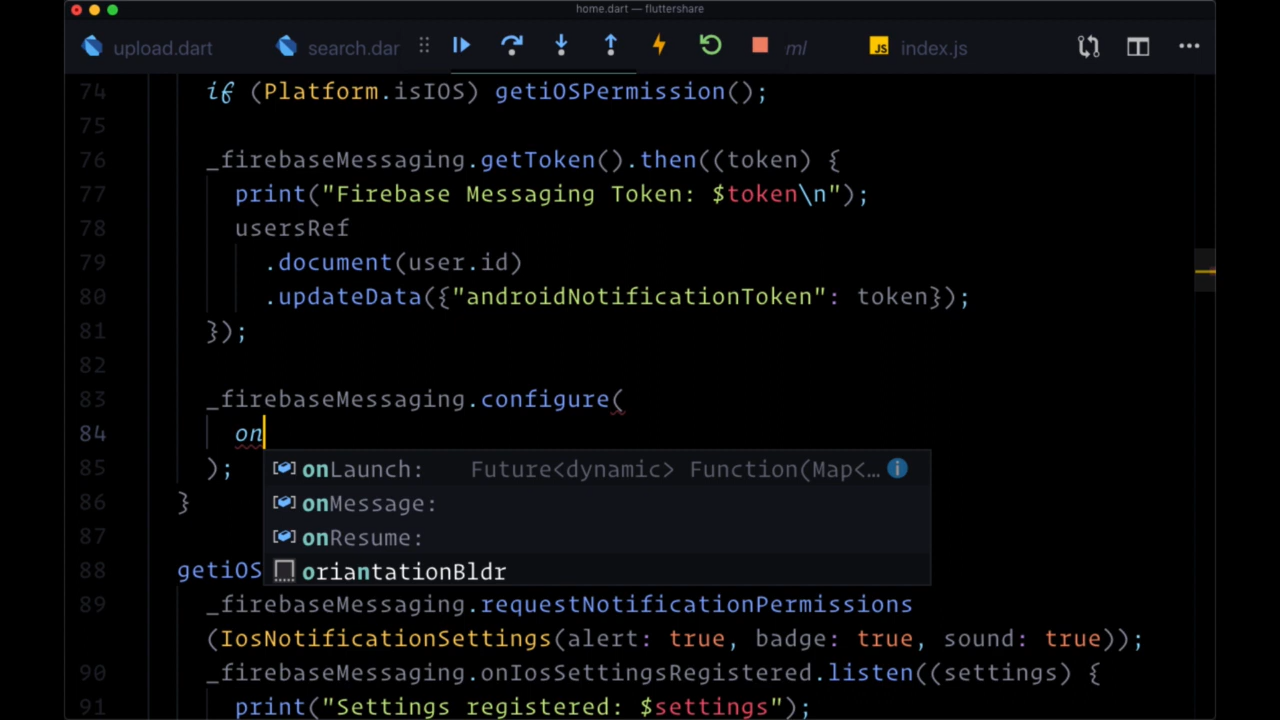 home.dart — fluttershare
upload.dart search.dar ml JS index.js
74 if (Platform.isIOS) getiOSPermission();
75
76 _firebaseMessaging.getToken().then((token) {
77 print("Firebase Messaging Token: $token\n");
78 usersRef
79 .document(user.id)
80 .updateData({"androidNotificationToken": token});
81 });
82
83 _firebaseMessaging.configure(
84 on
onLaunch: Future<dynamic> Function(Map<…
85 );
onMessage:
86 }
onResume:
87
oriantationBldr
88 getiOS
89 _firebaseMessaging.requestNotificationPermissions
(IosNotificationSettings(alert: true, badge: true, sound: true));
90 _firebaseMessaging.onIosSettingsRegistered.listen((settings) {
91 print("Settings registered: $settings");